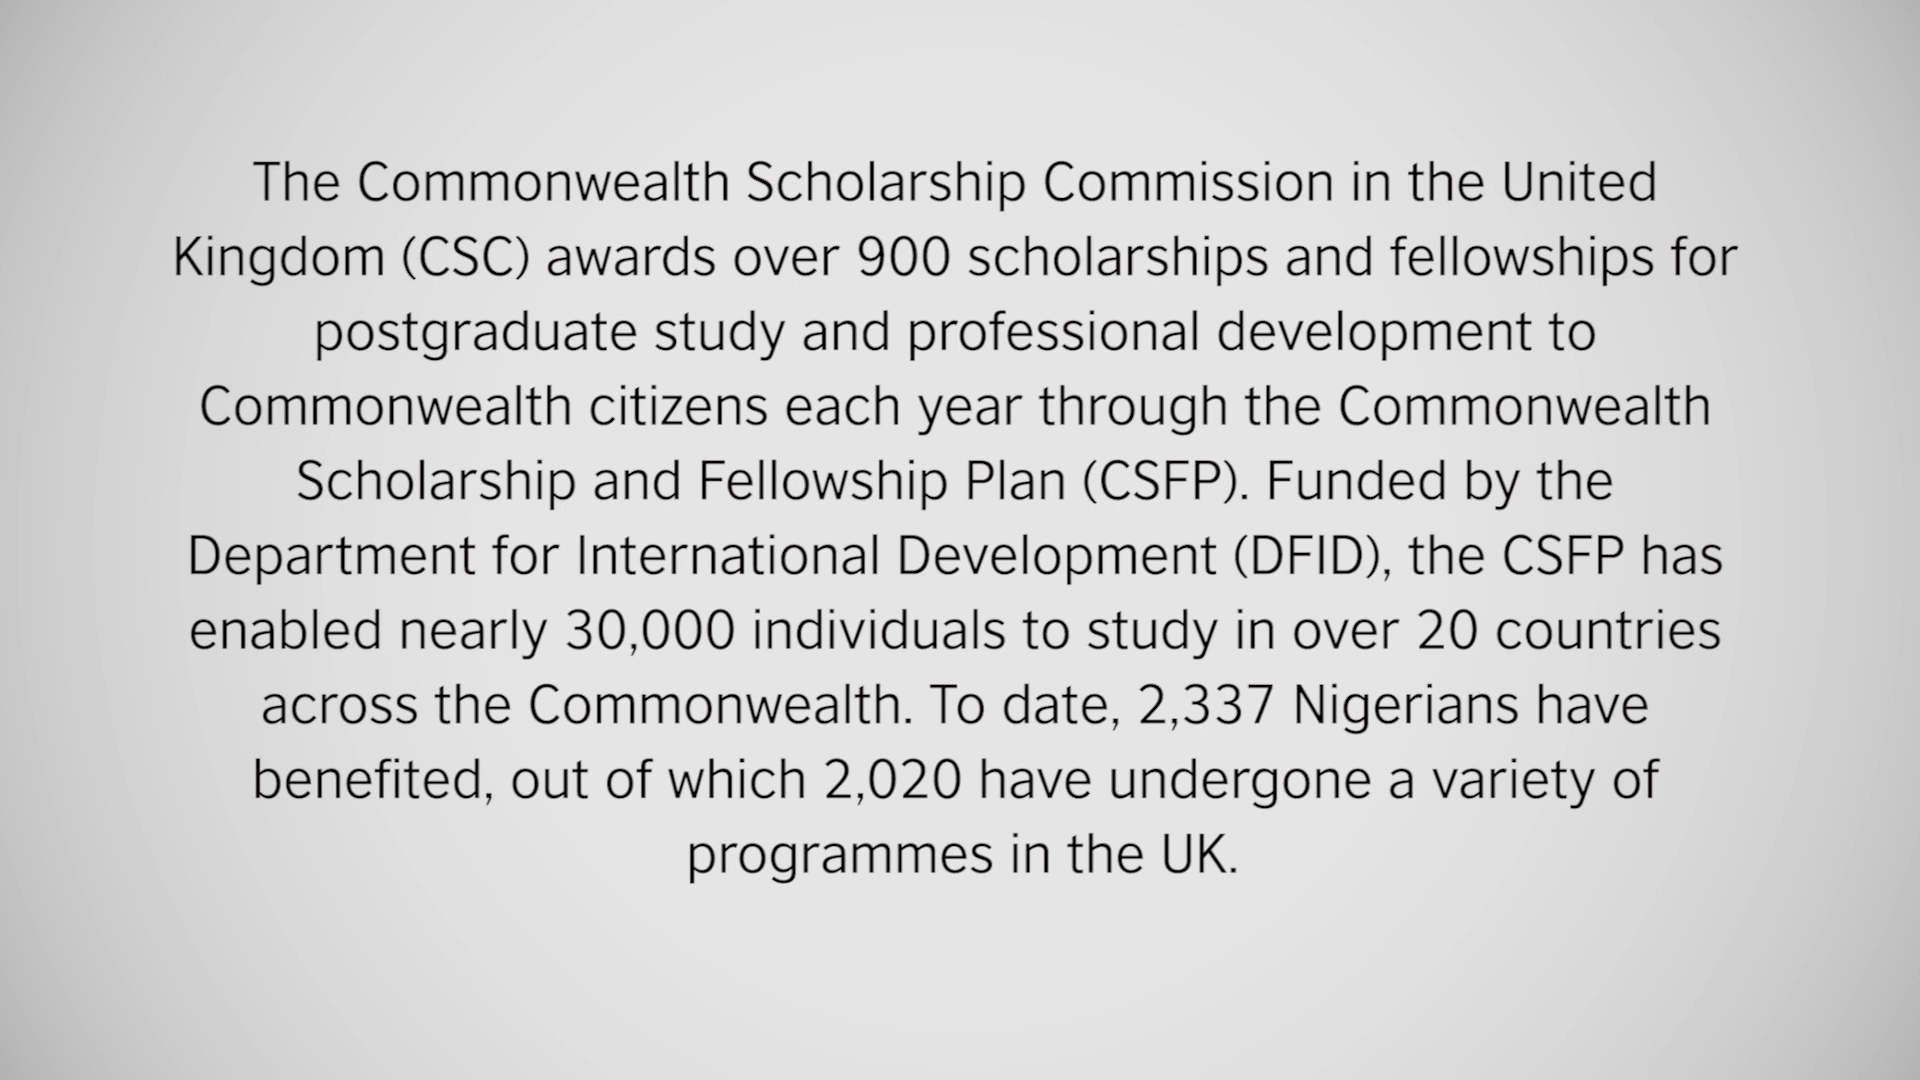 The Commonwealth Scholarship Commission in the United
Kingdom (CSC) awards over 900 scholarships and fellowships for
postgraduate study and professional development to
Commonwealth citizens each year through the Commonwealth
Scholarship and Fellowship Plan (CSFP). Funded by the
Department for International Development (DFID), the CSFP has
enabled nearly 30,000 individuals to study in over 20 countries
across the Commonwealth. To date, 2,337 Nigerians have
benefited, out of which 2,020 have undergone a variety of
programmes in the UK.